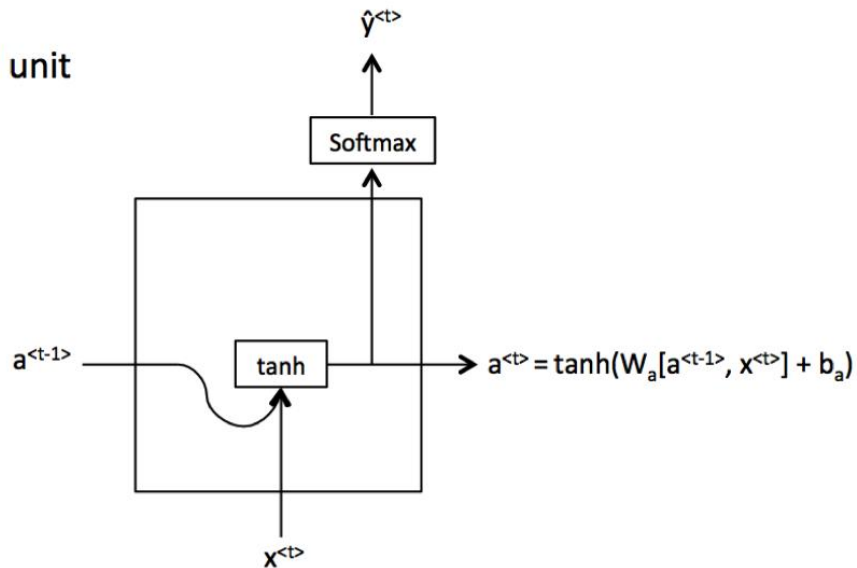 ŷ<t>
unit
Softmax
a<t-1>
tanh
a<t> = tanh(Wa[a<t-1>, x<t>] + ba)
x<t>